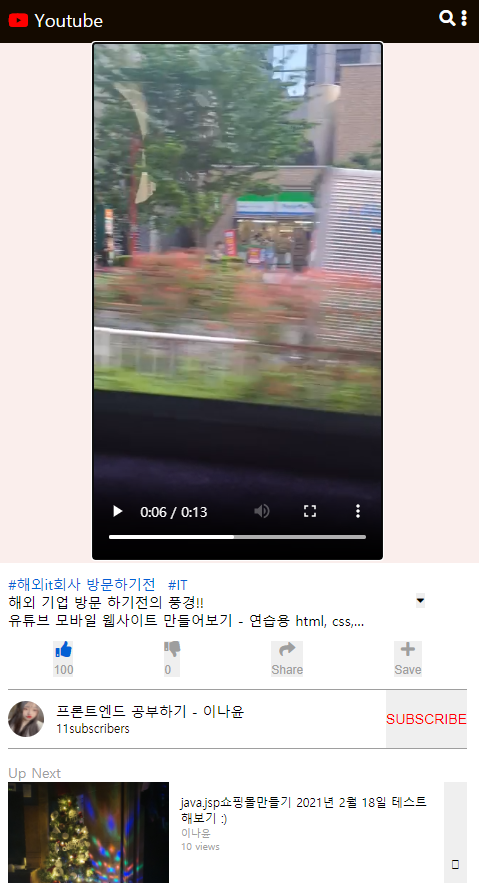 Youtube
0:06 / 0:13
#해외it회사 방문하기전 #IT
해외 기업 방문 하기전의 풍경!!
유튜브 모바일 웹사이트 만들어보기 - 연습용 html, css,...
100
0
Share
Save
프론트엔드 공부하기 - 이나윤
11subscribers
SUBSCRIBE
Up Next
java,jsp쇼핑몰만들기 2021년 2월 18일 테스트
해보기 :)
이나윤
10 views